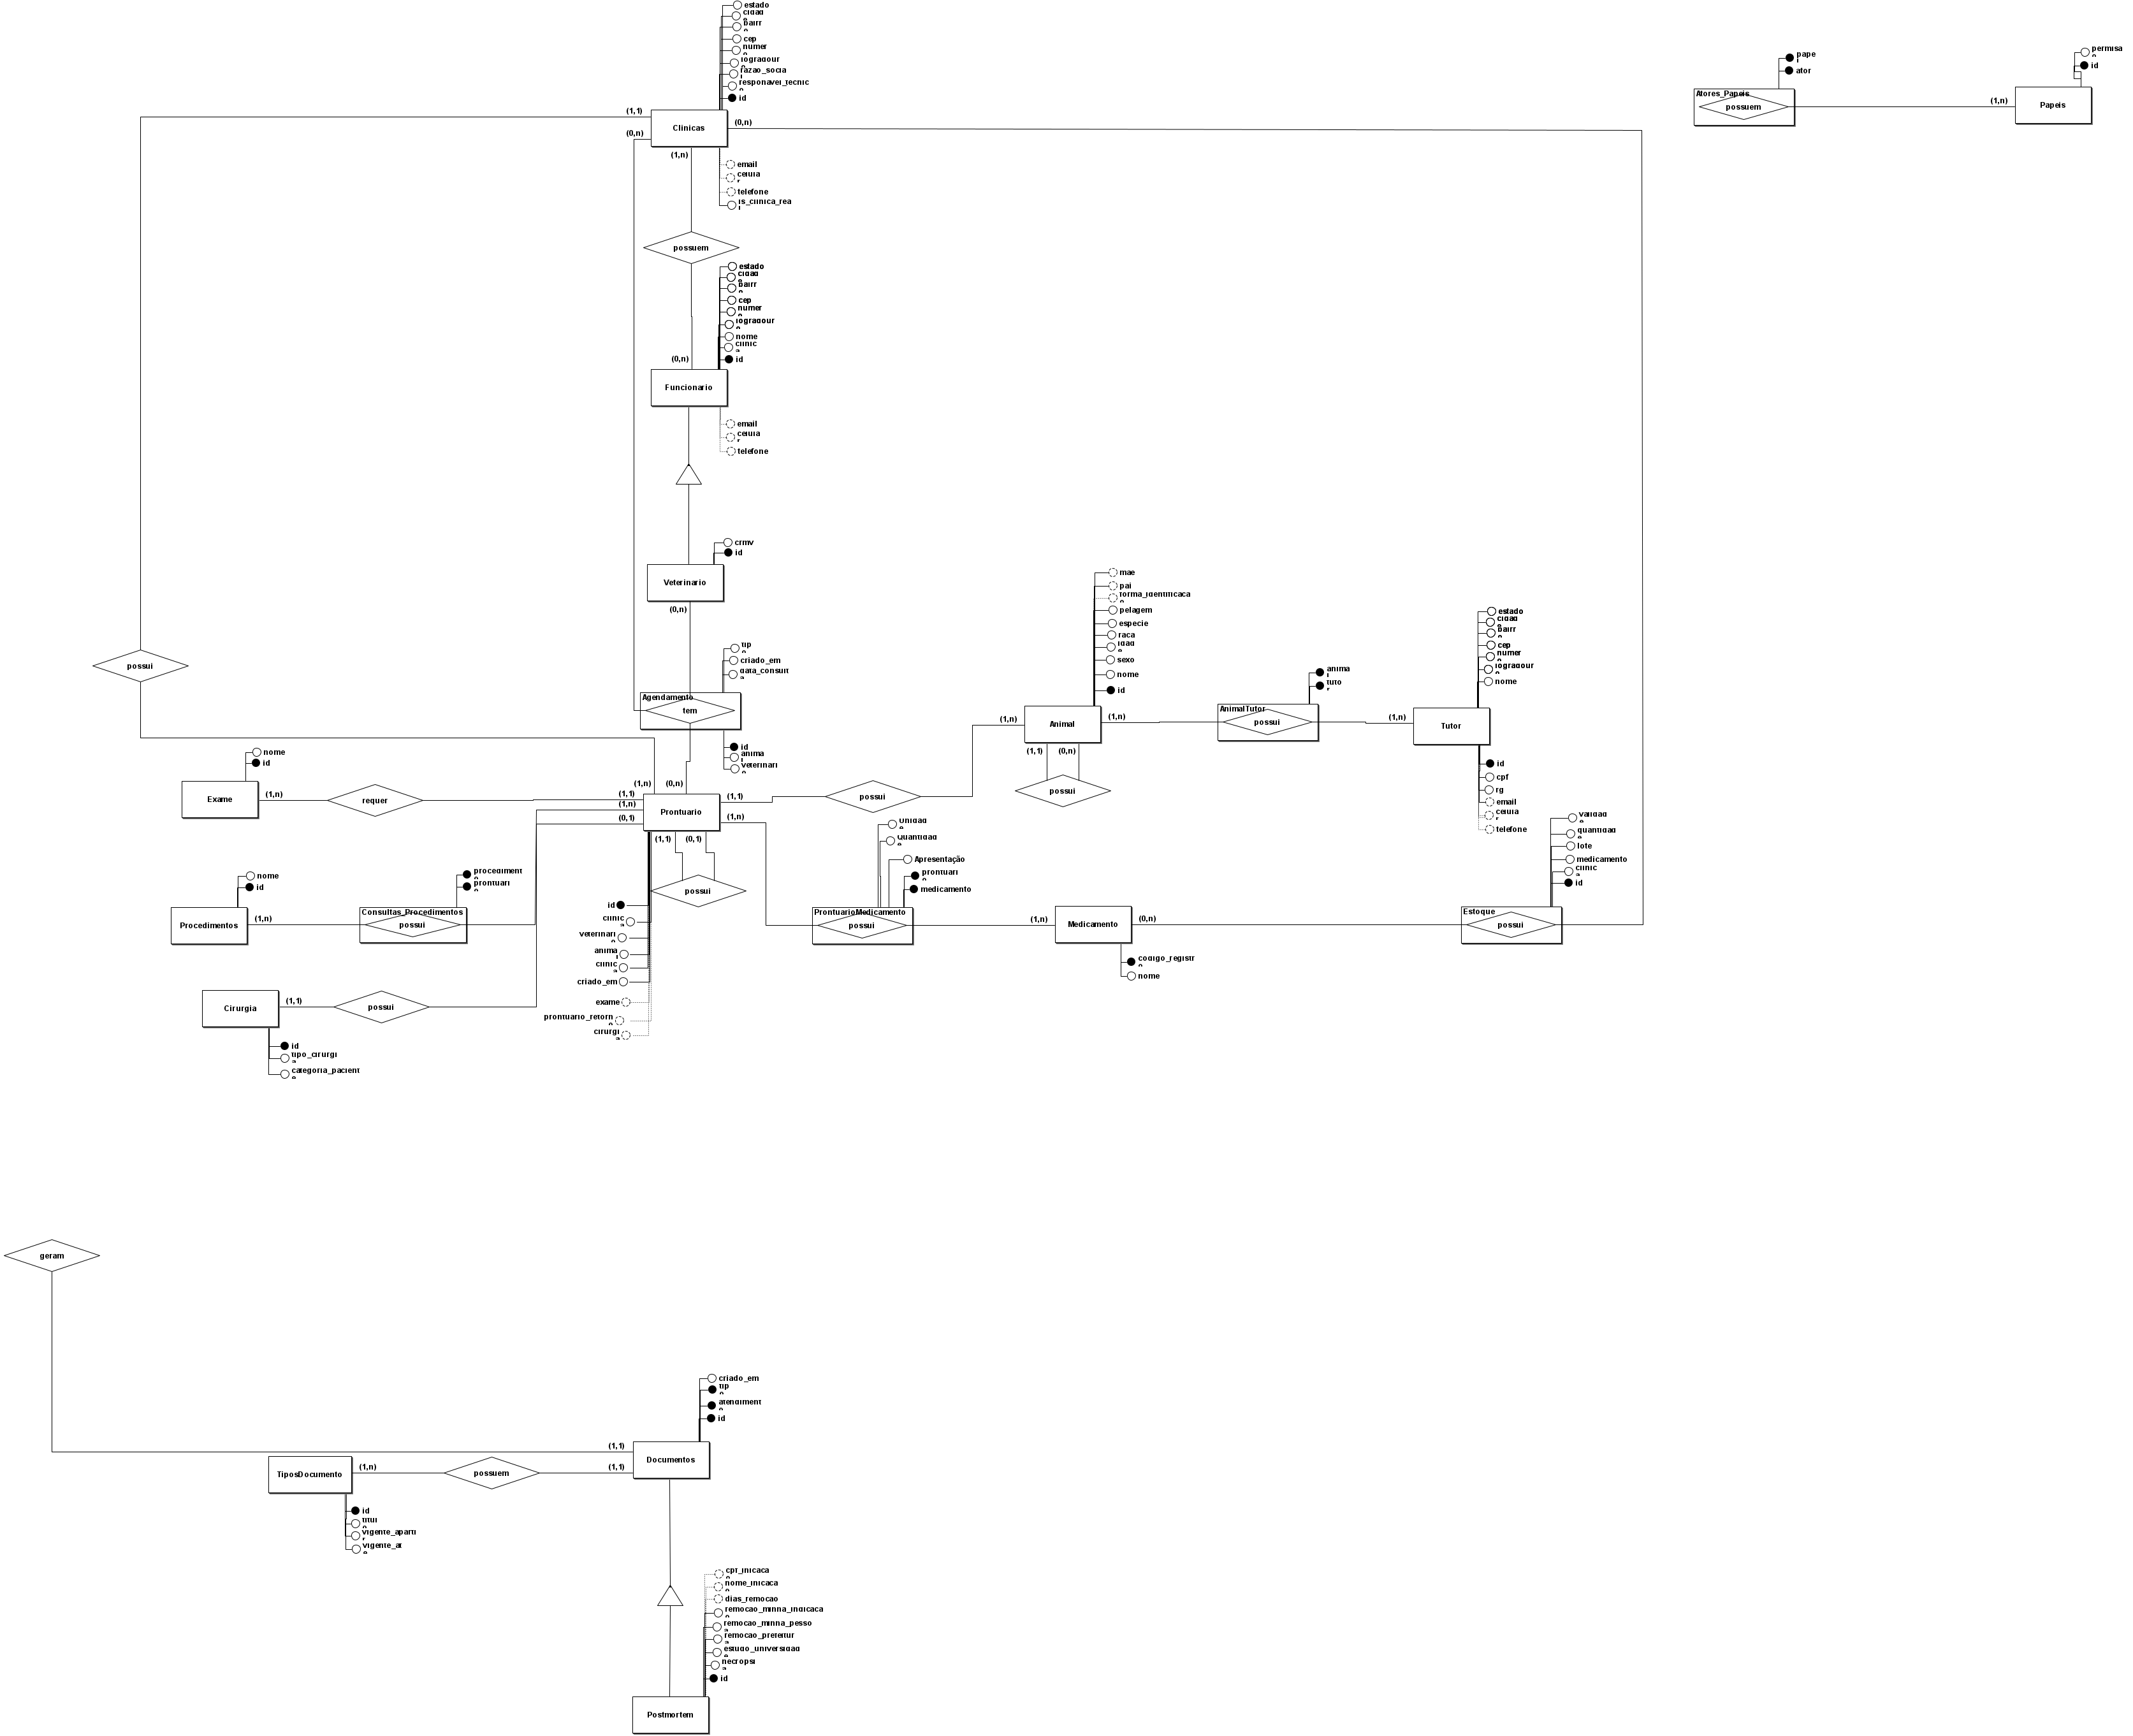 estado
cidade
bairro
cep
numero
logradouro
razao_social
responavel_tecnico
id
(1,1)
(0,n)
Clinicas
(0,n)
(1,n)
email
celular
telefone
is_clinica_real
possuem
papel
ator
Atores_Papeis
possuem
(1,n)
permisao
id
Papeis
estado
cidade
bairro
cep
numero
logradouro
nome
clinica
id
(0,n)
Funcionario
email
celular
telefone
crmv
id
Veterinario
(0,n)
possui
tipo
criado_em
data_consulta
Agendamento
tem
id
animal
veterinario
mae
pai
forma_identificacao
pelagem
especie
raca
idade
sexo
nome
id
(1,n)
Animal
(1,n)
(1,1)
(0,n)
possui
animal
tutor
AnimalTutor
possui
(1,n)
estado
cidade
bairro
cep
numero
logradouro
nome
Tutor
id
cpf
rg
email
celular
telefone
nome
id
Exame
(1,n)
requer
(1,n)
(0,n)
(1,1)
(1,n)
(0,1)
Prontuario
(1,1)
(1,n)
(1,1)
(0,1)
possui
possui
nome
id
Procedimentos
(1,n)
procedimento
prontuario
Consultas_Procedimentos
possui
id
clinica
veterinario
animal
clinica
criado_em
exame
prontuario_retorno
cirurgia
Unidade
Quantidade
Apresentação
prontuario
medicamento
ProntuarioMedicamento
possui
(1,n)
Medicamento
(0,n)
codigo_registro
nome
validade
quantidade
lote
medicamento
clinica
id
Estoque
possui
Cirurgia
(1,1)
possui
id
tipo_cirurgia
categoria_paciente
geram
criado_em
tipo
atendimento
id
(1,1)
(1,1)
Documentos
TiposDocumento
(1,n)
possuem
id
titulo
vigente_apartir
vigente_ate
cpf_inicacao
nome_inicacao
dias_remocao
remocao_minha_indicacao
remocao_minha_pessoa
remocao_prefeitura
estudo_universidade
necropsia
id
Postmortem